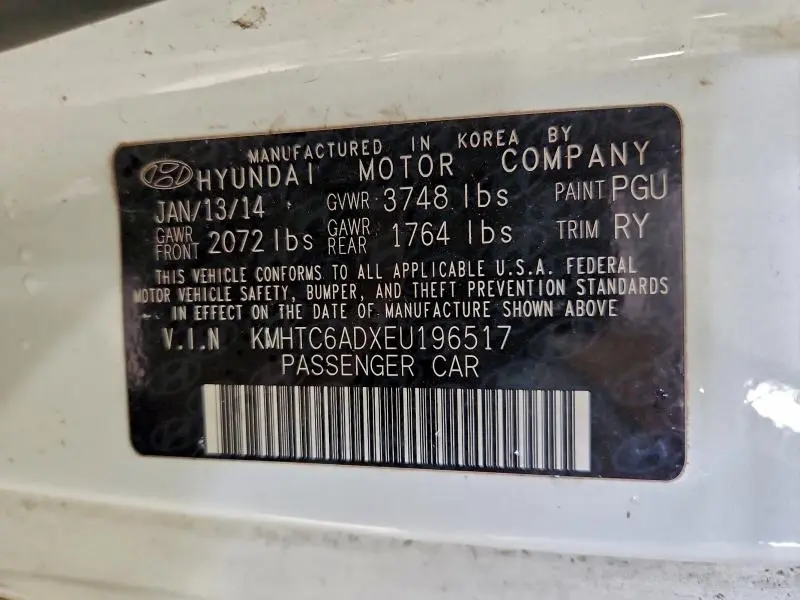 MANUFACTURED IN KOREA BY
HYUNDAI MOTOR COMPANY
JAN/13/14 GVWR 3748 lbs PAINT PGU
GAWR FRONT 2072 lbs GAWR REAR 1764 lbs TRIM RY
THIS VEHICLE CONFORMS TO ALL APPLICABLE U.S.A. FEDERAL
MOTOR VEHICLE SAFETY, BUMPER, AND THEFT PREVENTION STANDARDS
IN EFFECT ON THE DATE OF MANUFACTURE SHOWN ABOVE
V.I.N KMHTC6ADXEU196517
PASSENGER CAR